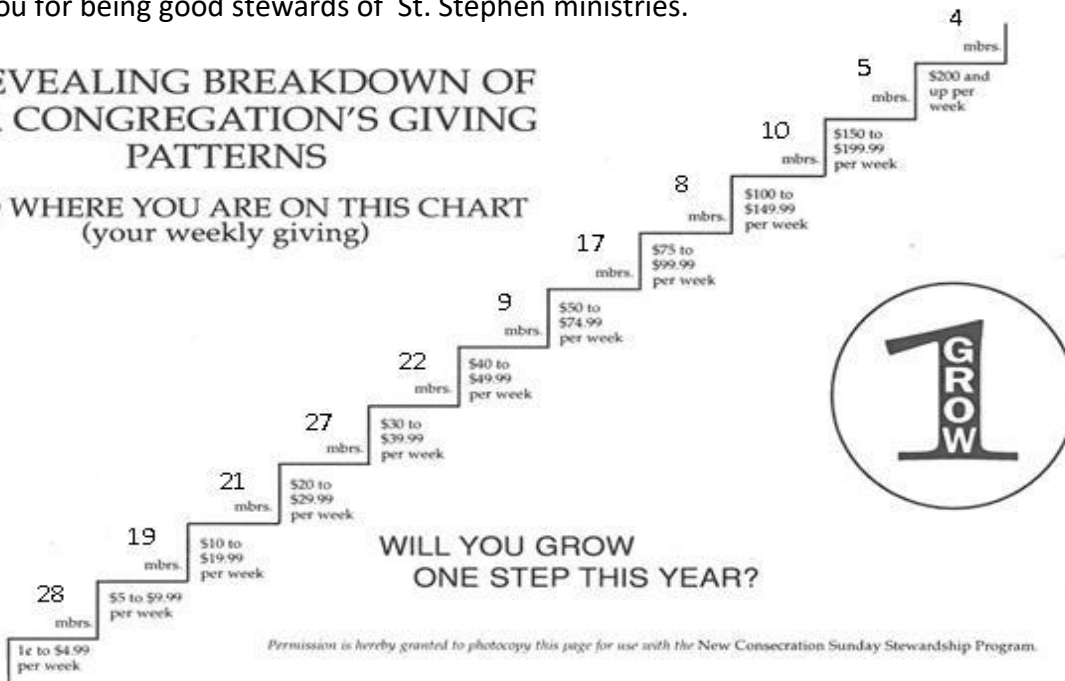 ou for being good stewards of St. Stephen ministries.
EVEALING BREAKDOWN OF
CONGREGATION'S GIVING
PATTERNS
WHERE YOU ARE ON THIS CHART
(your weekly giving)
4
mbrs.
$200 and
up per
week
5
mbrs.
$150 to
$199.99
per week
10
mbrs.
$100 to
$149.99
per week
8
mbrs.
$75 to
$99.99
per week
17
mbrs.
$50 to
$74.99
per week
9
mbrs.
$40 to
$49.99
per week
22
mbrs.
$30 to
$39.99
per week
27
mbrs.
$20 to
$29.99
per week
21
mbrs.
$10 to
$19.99
per week
19
mbrs.
$5 to $9.99
per week
28
mbrs.
1¢ to $4.99
per week
1
GROW
WILL YOU GROW
ONE STEP THIS YEAR?
Permission is hereby granted to photocopy this page for use with the New Consecration Sunday Stewardship Program.